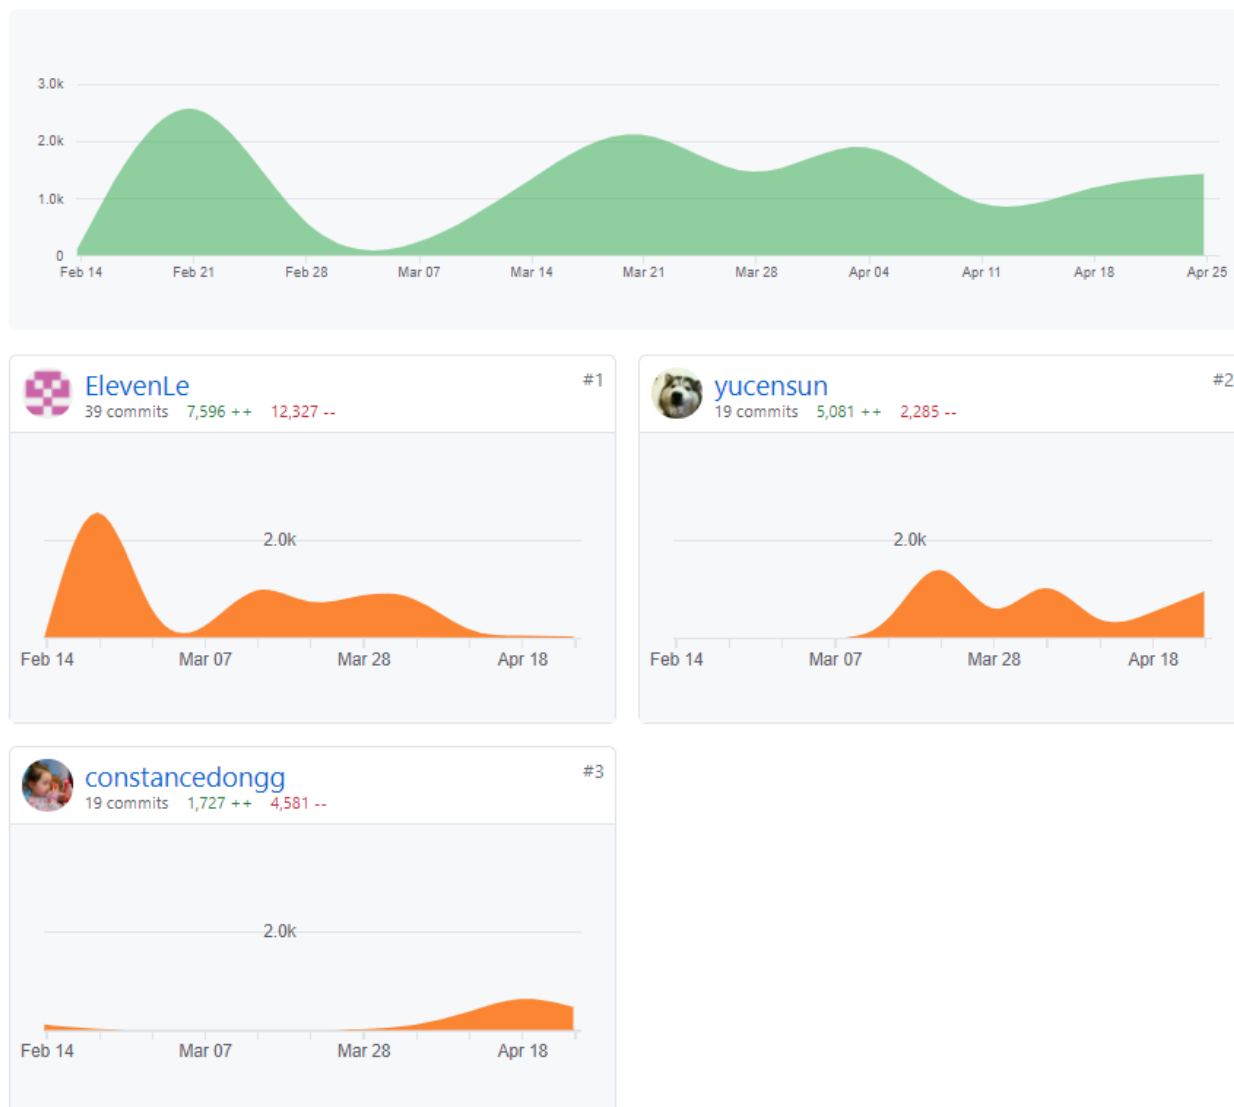 3.0k
2.0k
1.0k
0
Feb 14 Feb 21 Feb 28 Mar 07 Mar 14 Mar 21 Mar 28 Apr 04 Apr 11 Apr 18 Apr 25
ElevenLe #1
39 commits 7,596 ++ 12,327 --
2.0k
Feb 14 Mar 07 Mar 28 Apr 18
yucensun #2
19 commits 5,081 ++ 2,285 --
2.0k
Feb 14 Mar 07 Mar 28 Apr 18
constancedongg #3
19 commits 1,727 ++ 4,581 --
2.0k
Feb 14 Mar 07 Mar 28 Apr 18